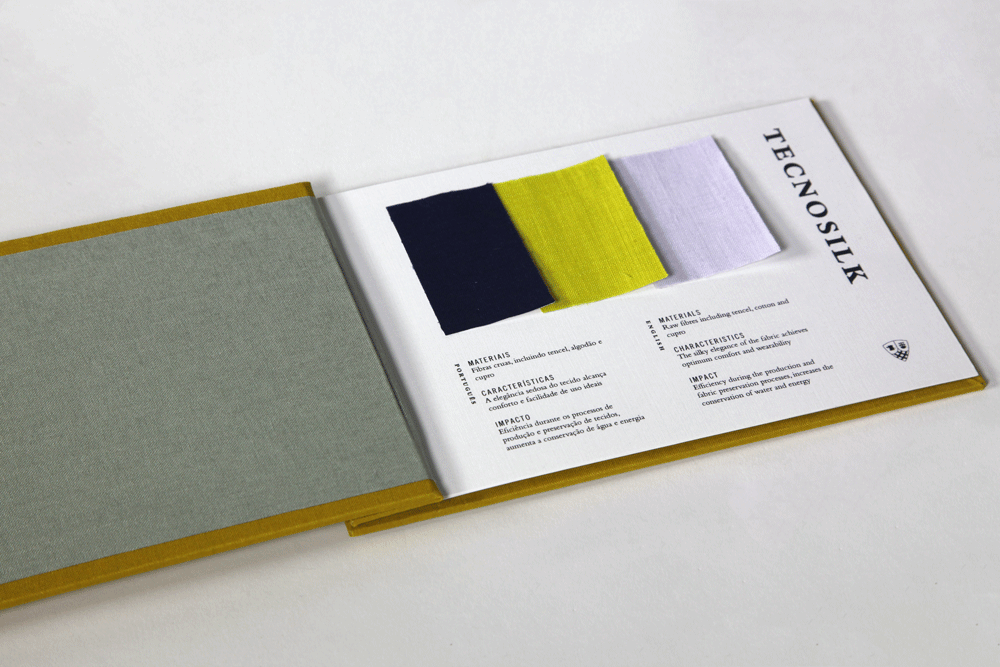 TECNOSILK
PORTUGUÊS
MATERIAIS
Fibras cruas, incluindo tencel, algodão e
cupro
CARACTERÍSTICAS
A elegância sedosa do tecido alcança
conforto e facilidade de uso ideais
IMPACTO
Eficiência durante os processos de
produção e preservação de tecidos,
aumenta a conservação de água e energia
ENGLISH
MATERIALS
Raw fibres including tencel, cotton and
cupro
CHARACTERISTICS
The silky elegance of the fabric achieves
optimum comfort and wearability
IMPACT
Efficiency during the production and
fabric preservation processes, increases the
conservation of water and energy